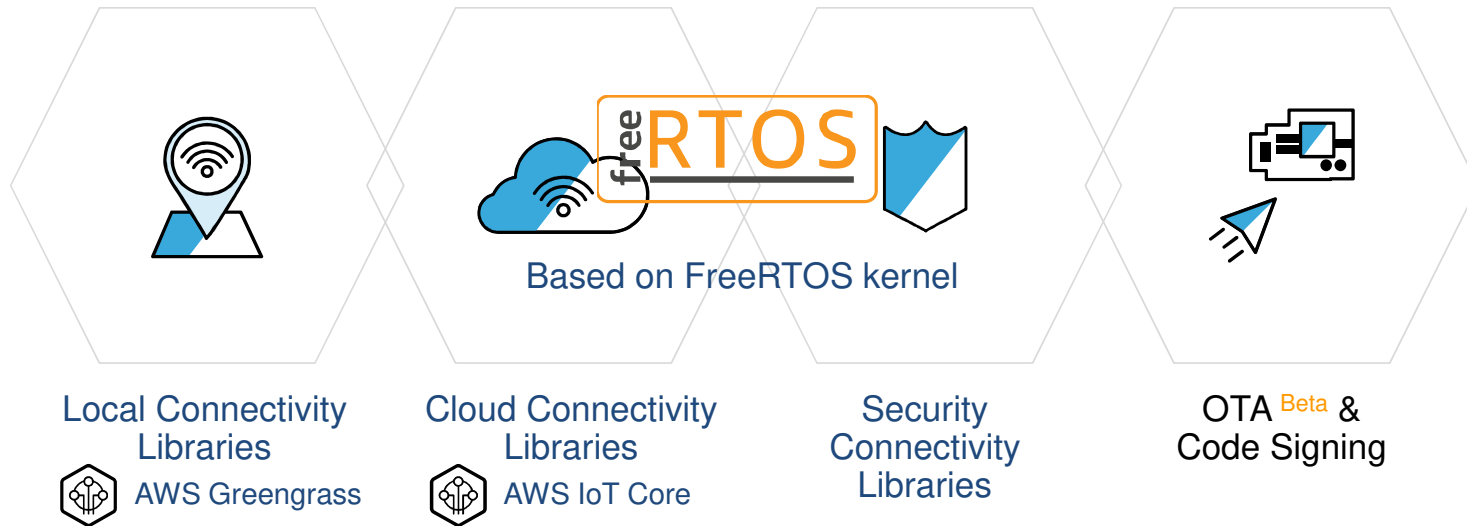 free RTOS
Based on FreeRTOS kernel
Local Connectivity
Libraries
AWS Greengrass
Cloud Connectivity
Libraries
AWS IoT Core
Security
Connectivity
Libraries
OTA Beta &
Code Signing